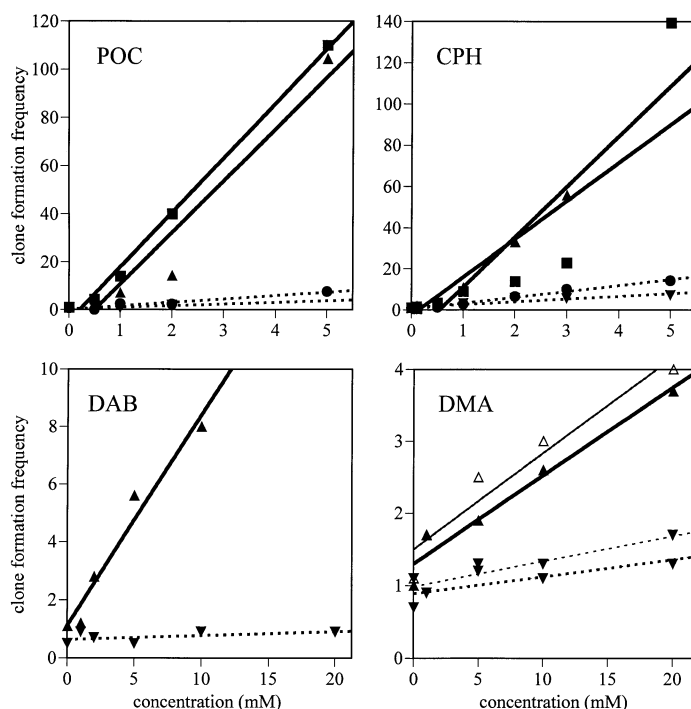 POC
CPH
clone formation frequency
120
100
80
60
40
20
0
0 1 2 3 4 5
140
120
100
80
60
40
20
0
0 1 2 3 4 5
DAB
DMA
clone formation frequency
10
8
6
4
2
0
0 5 10 15 20
concentration (mM)
4
3
2
1
0
0 5 10 15 20
concentration (mM)